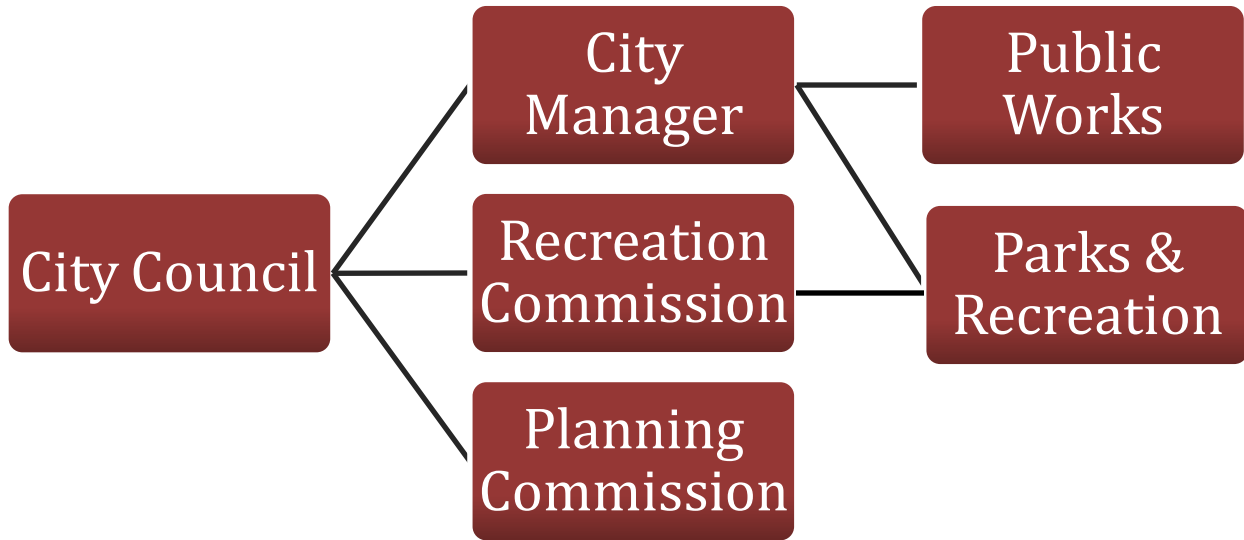 City Council
City
Manager
Recreation
Commission
Planning
Commission
Public
Works
Parks &
Recreation